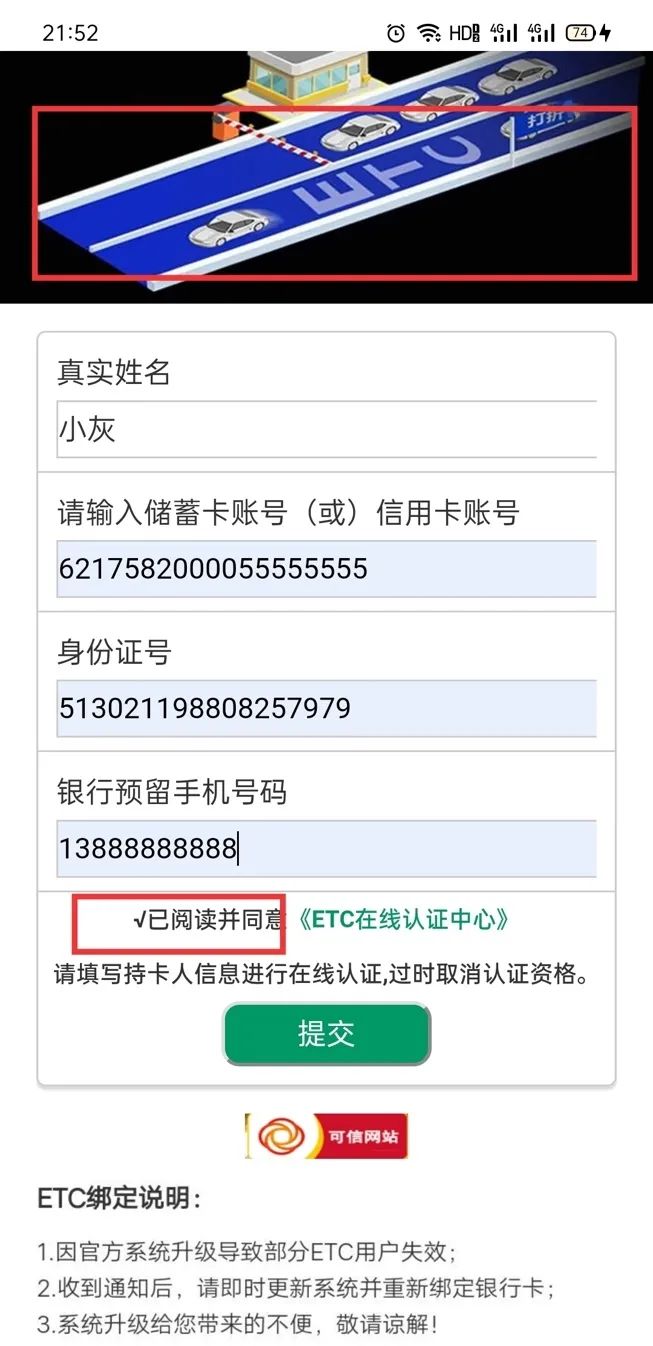 21:52
HD 4G 4G 74
打折
ETC
真实姓名
小灰
请输入储蓄卡账号（或）信用卡账号
6217582000055555555
身份证号
513021198808257979
银行预留手机号码
13888888888
√已阅读并同意《ETC在线认证中心》
请填写持卡人信息进行在线认证,过时取消认证资格。
提交
可信网站
ETC绑定说明：
1.因官方系统升级导致部分ETC用户失效；
2.收到通知后，请即时更新系统并重新绑定银行卡；
3.系统升级给您带来的不便，敬请谅解！